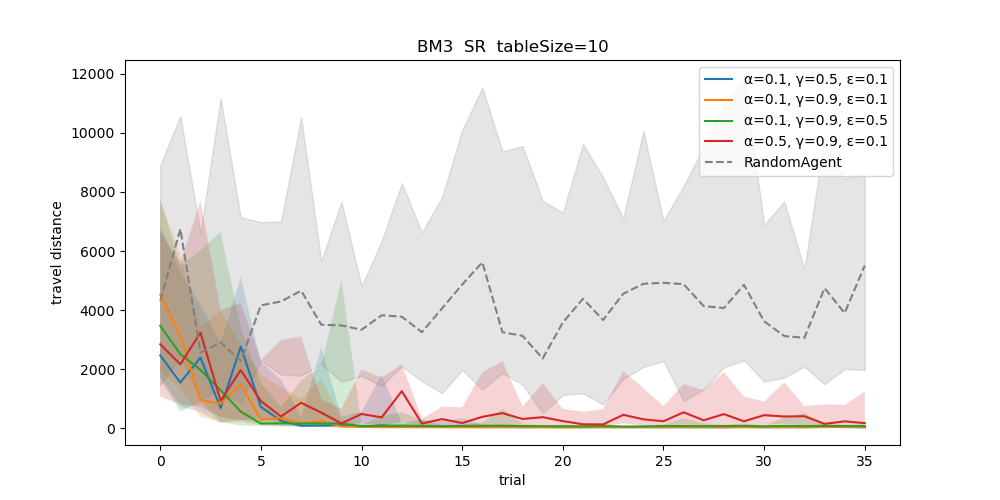 BM3  SR  tableSize=10
12000
10000
8000
6000
4000
2000
0
travel distance
α=0.1, γ=0.5, ε=0.1
α=0.1, γ=0.9, ε=0.1
α=0.1, γ=0.9, ε=0.5
α=0.5, γ=0.9, ε=0.1
RandomAgent
0 5 10 15 20 25 30 35
trial